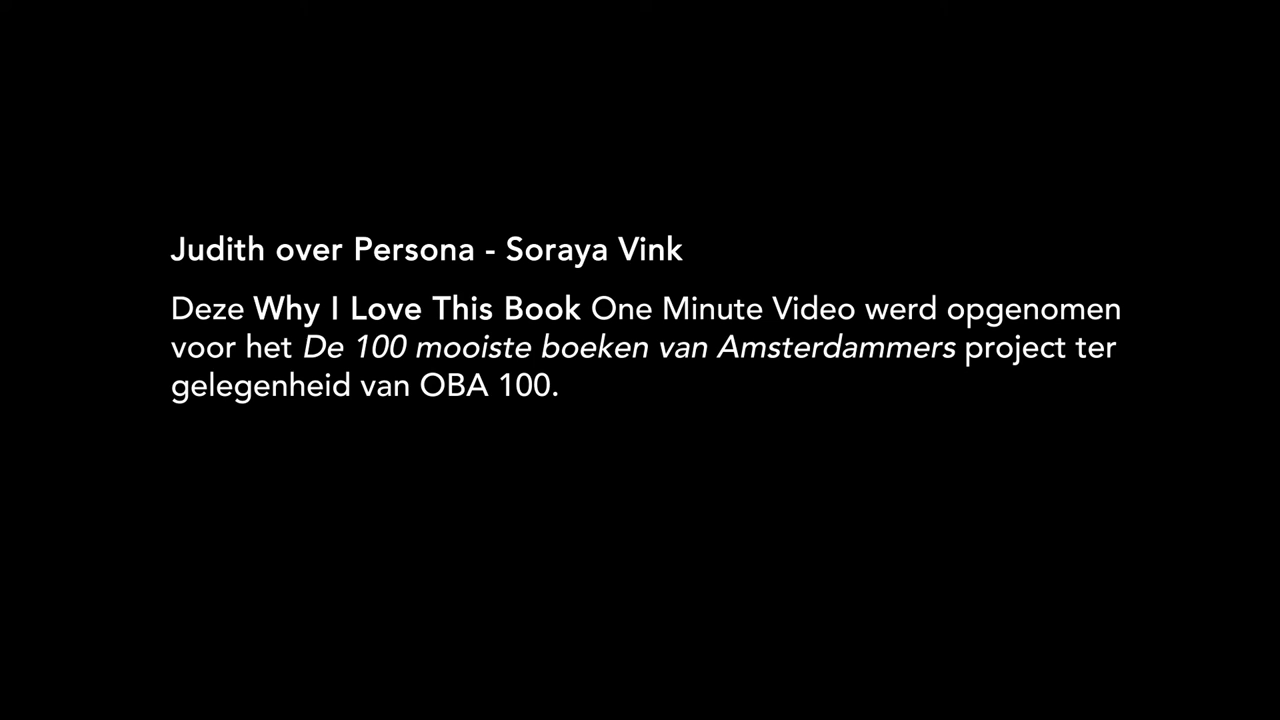 Judith over Persona - Soraya Vink
Deze Why I Love This Book One Minute Video werd opgenomen
voor het De 100 mooiste boeken van Amsterdammers project ter
gelegenheid van OBA 100.